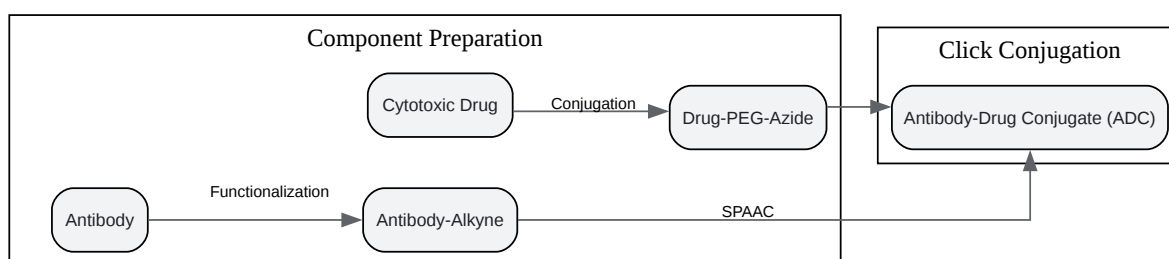 Component Preparation
Click Conjugation
Cytotoxic Drug
Conjugation
Drug-PEG-Azide
Antibody-Drug Conjugate (ADC)
Antibody
Functionalization
Antibody-Alkyne
SPAAC